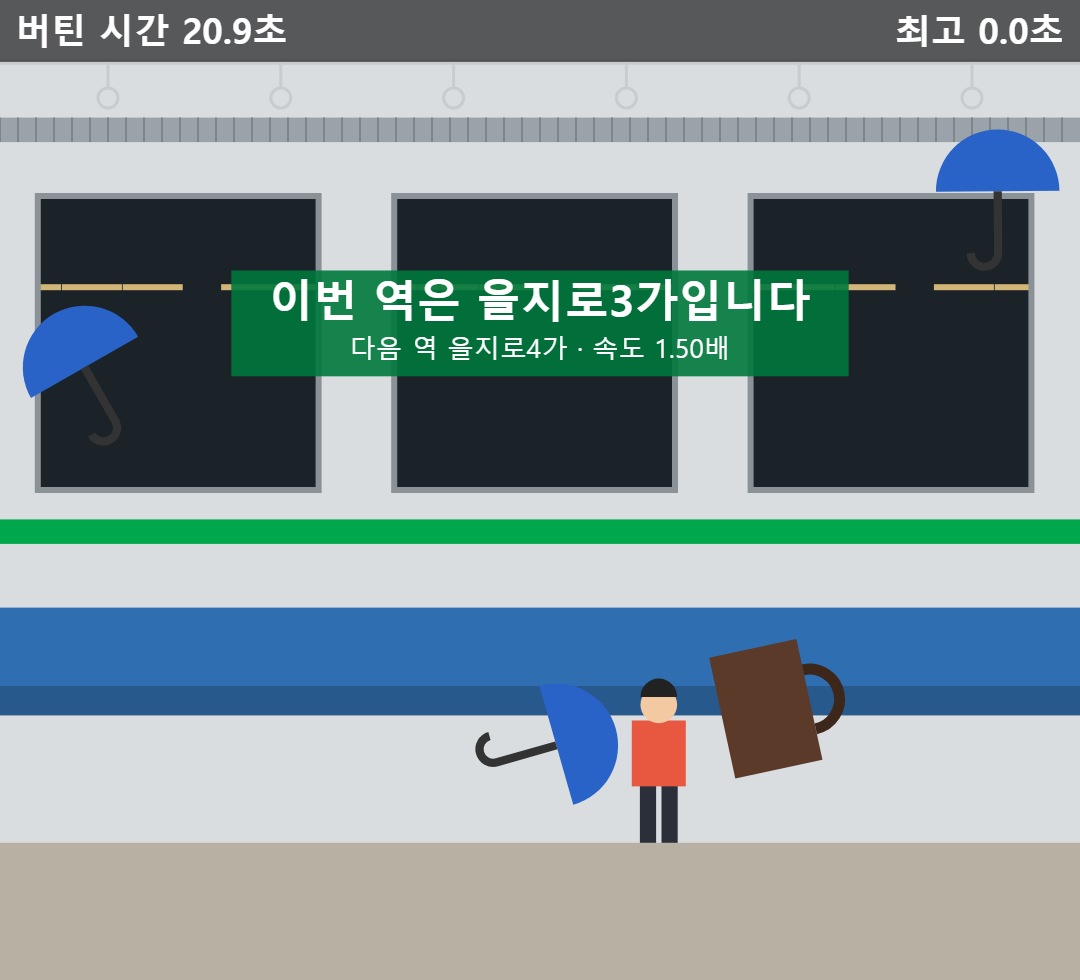 버틴 시간 20.9초
최고 0.0초
이번 역은 을지로3가입니다
다음 역 을지로4가 · 속도 1.50배